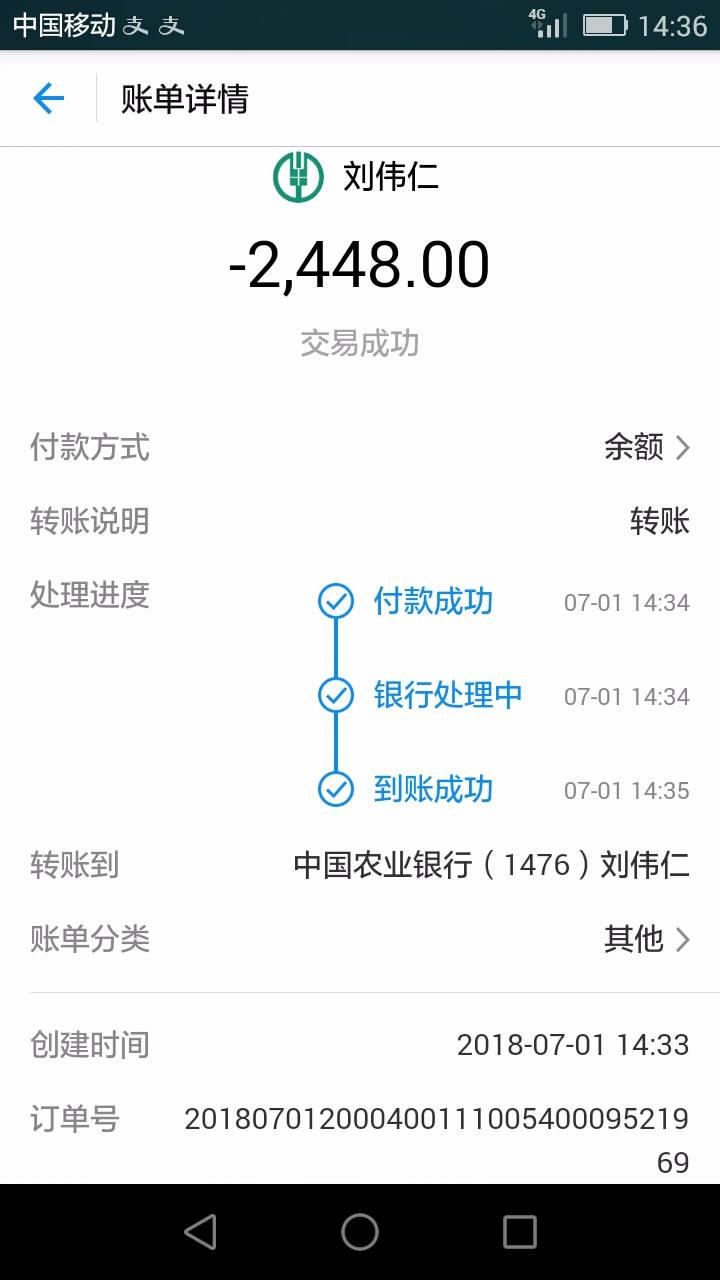 中国移动 支 支 4G 14:36
账单详情
刘伟仁
-2,448.00
交易成功
付款方式 余额
转账说明 转账
处理进度 付款成功 07-01 14:34
银行处理中 07-01 14:34
到账成功 07-01 14:35
转账到 中国农业银行（1476）刘伟仁
账单分类 其他
创建时间 2018-07-01 14:33
订单号 201807012000400111005400095219
69